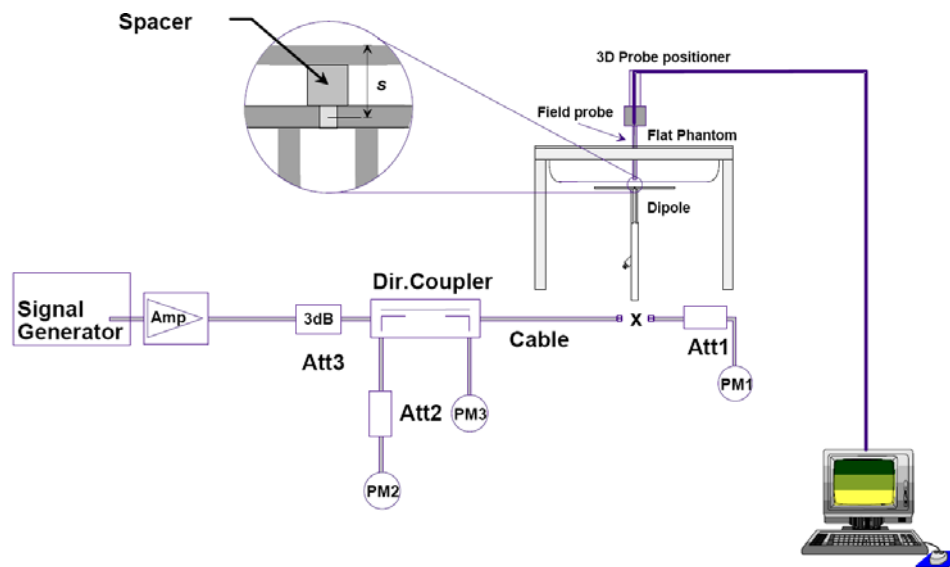 Spacer
s
3D Probe positioner
Field probe
Flat Phantom
Dipole
Signal
Generator
Amp
3dB
Att3
Dir.Coupler
Cable
x
Att1
PM1
Att2
PM3
PM2